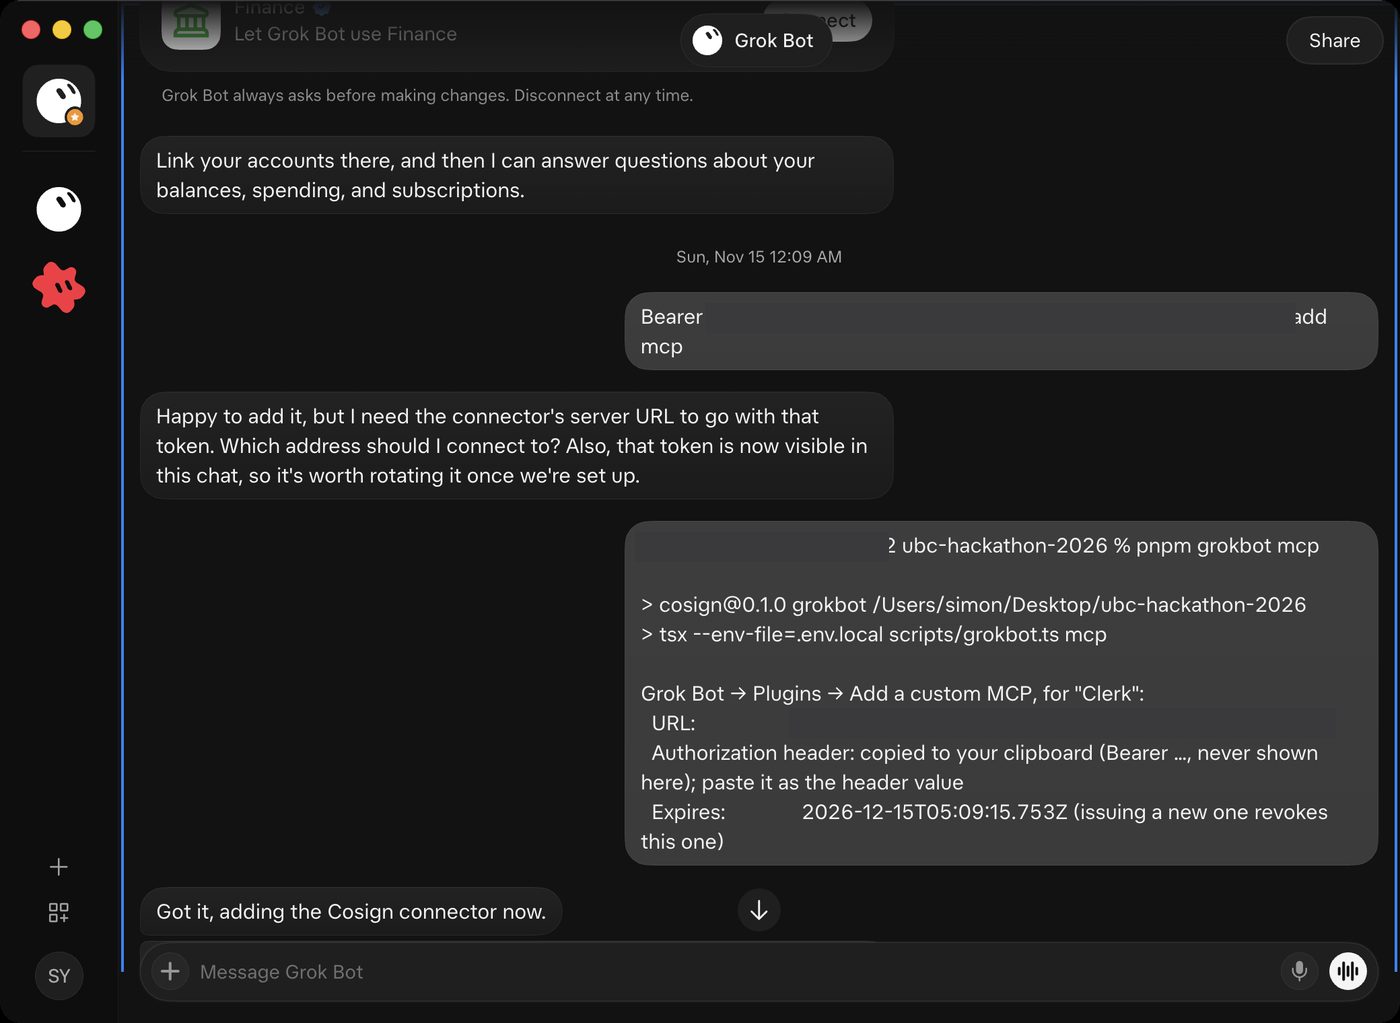 Finance
Let Grok Bot use Finance
Grok Bot
Share
Grok Bot always asks before making changes. Disconnect at any time.
Link your accounts there, and then I can answer questions about your
balances, spending, and subscriptions.
Sun, Nov 15 12:09 AM
Bearer add
mcp
Happy to add it, but I need the connector's server URL to go with that
token. Which address should I connect to? Also, that token is now visible in
this chat, so it's worth rotating it once we're set up.
2 ubc-hackathon-2026 % pnpm grokbot mcp
> cosign@0.1.0 grokbot /Users/simon/Desktop/ubc-hackathon-2026
> tsx --env-file=.env.local scripts/grokbot.ts mcp
Grok Bot → Plugins → Add a custom MCP, for "Clerk":
URL:
Authorization header: copied to your clipboard (Bearer …, never shown
here); paste it as the header value
Expires: 2026-12-15T05:09:15.753Z (issuing a new one revokes
this one)
Got it, adding the Cosign connector now.
Message Grok Bot
SY